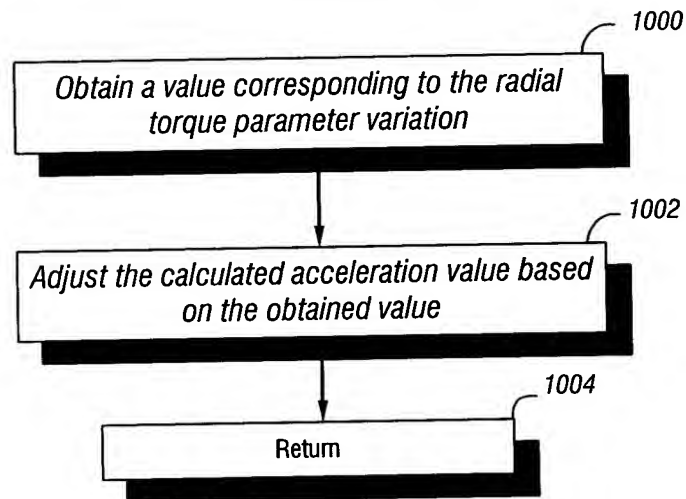 1000
Obtain a value corresponding to the radial
torque parameter variation
1002
Adjust the calculated acceleration value based
on the obtained value
1004
Return